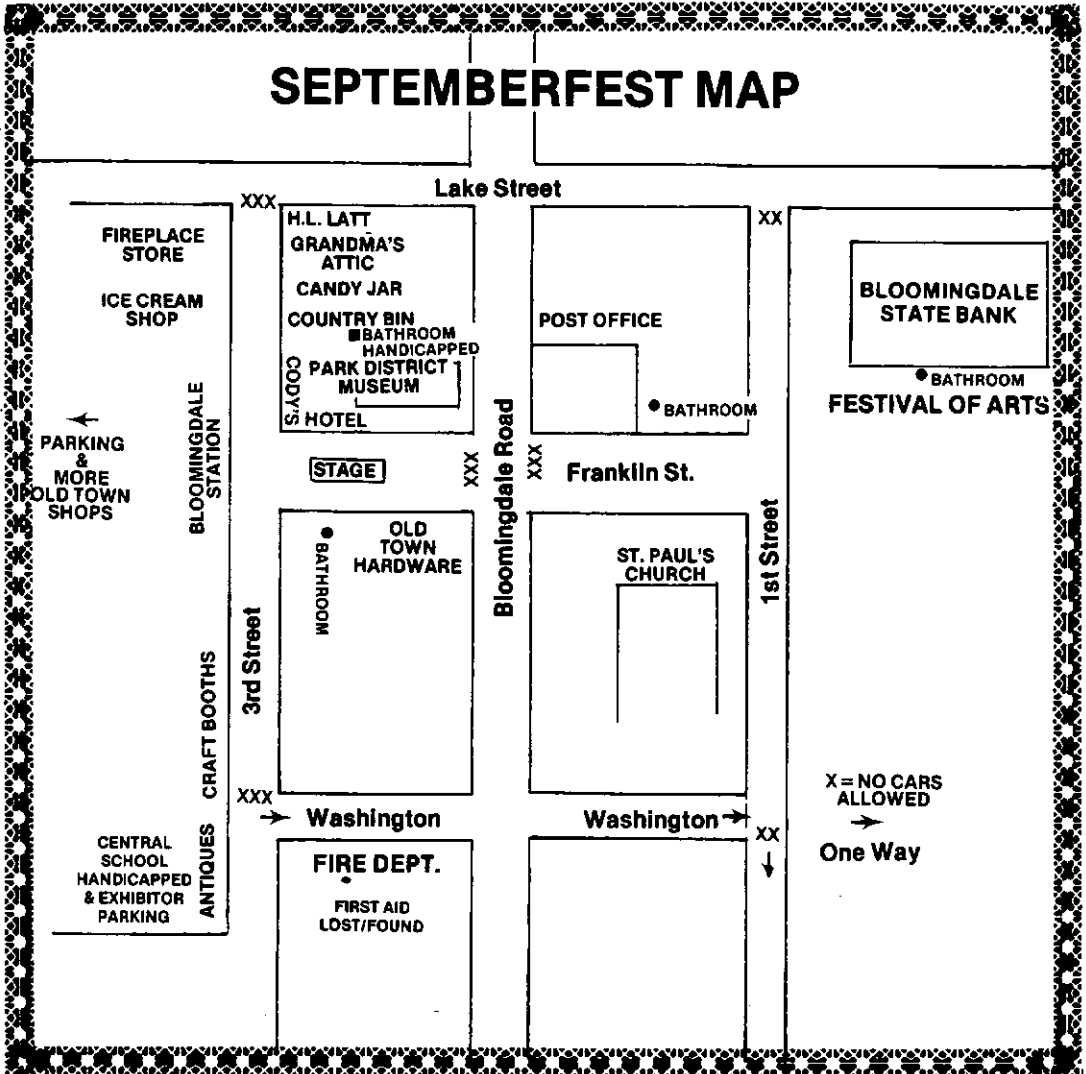 SEPTEMBERFEST MAP
Lake Street
XXX
XX
FIREPLACE
STORE
ICE CREAM
SHOP
H.L. LATT
GRANDMA'S
ATTIC
CANDY JAR
COUNTRY BIN
BATHROOM
HANDICAPPED
PARK DISTRICT
MUSEUM
CODY'S
HOTEL
POST OFFICE
BATHROOM
BLOOMINGDALE
STATE BANK
BATHROOM
FESTIVAL OF ARTS
PARKING
&
MORE
OLD TOWN
SHOPS
BLOOMINGDALE
STATION
STAGE
XXX
Bloomingdale Road
XXX
Franklin St.
BATHROOM
OLD
TOWN
HARDWARE
ST. PAUL'S
CHURCH
1st Street
3rd Street
CRAFT BOOTHS
XXX
Washington
Washington
XX
X = NO CARS
ALLOWED
One Way
CENTRAL
SCHOOL
HANDICAPPED
& EXHIBITOR
PARKING
ANTIQUES
FIRE DEPT.
FIRST AID
LOST/FOUND